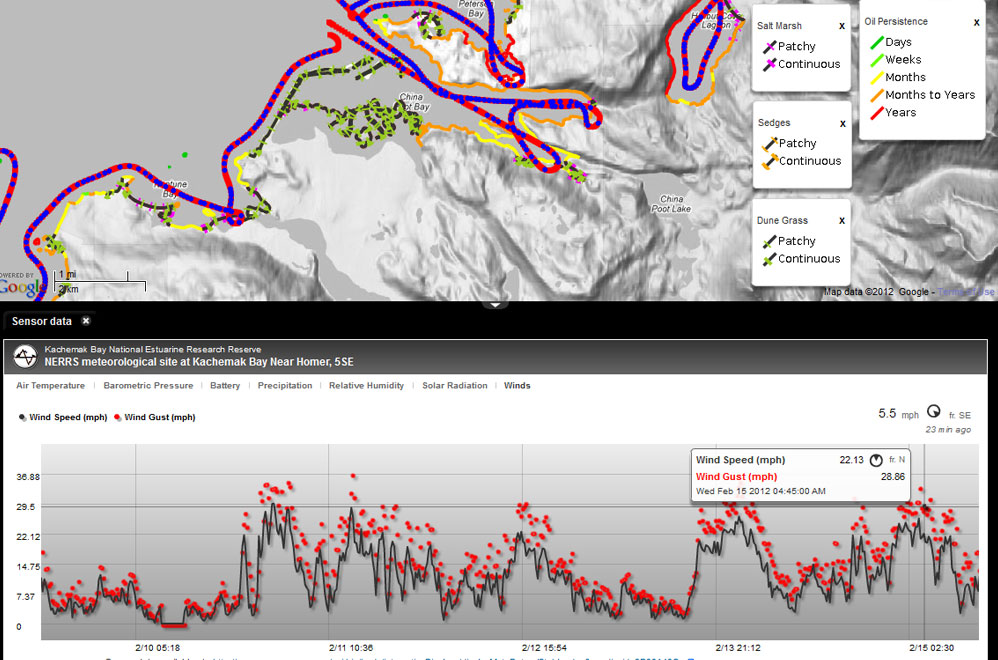 Peterson
Bay
Lagoon
China
Bay
Bay
China
Poot Lake
POWERED BY
Google
1 mi
2 km
Map data ©2012 Google - Terms of Use
Salt Marsh x
Patchy
Continuous
Sedges x
Patchy
Continuous
Dune Grass x
Patchy
Continuous
Oil Persistence x
Days
Weeks
Months
Months to Years
Years
Sensor data x
Kachemak Bay National Estuarine Research Reserve
NERRS meteorological site at Kachemak Bay Near Homer, 5SE
Air Temperature | Barometric Pressure | Battery | Precipitation | Relative Humidity | Solar Radiation | Winds
Wind Speed (mph) Wind Gust (mph)
5.5 mph fr. SE
23 min ago
Wind Speed (mph) 22.13 fr. N
Wind Gust (mph) 28.86
Wed Feb 15 2012 04:45:00 AM
36.88
29.5
22.12
14.75
7.37
0
2/10 05:18 2/11 10:36 2/12 15:54 2/13 21:12 2/15 02:30